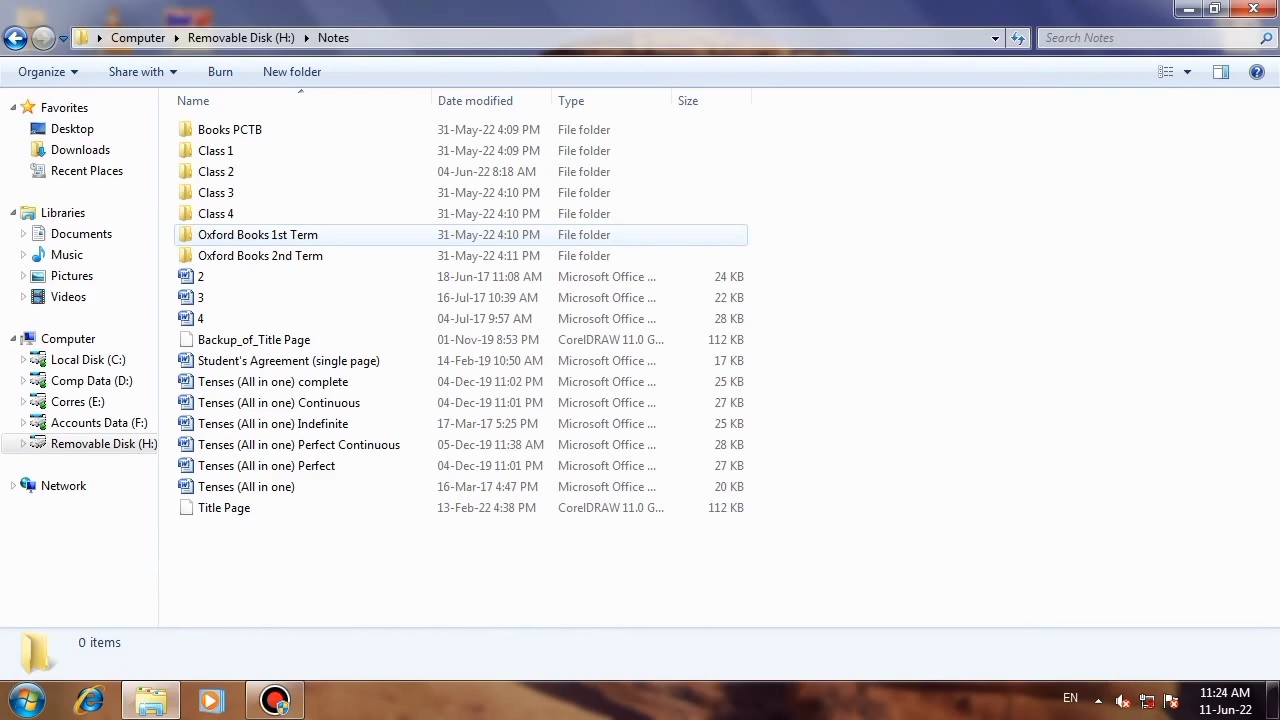 Computer Removable Disk (H:) Notes Search Notes
Organize Share with Burn New folder
Favorites
Desktop
Downloads
Recent Places
Libraries
Documents
Music
Pictures
Videos
Computer
Local Disk (C:)
Comp Data (D:)
Corres (E:)
Accounts Data (F:)
Removable Disk (H:)
Network
Name Date modified Type Size
Books PCTB 31-May-22 4:09 PM File folder
Class 1 31-May-22 4:09 PM File folder
Class 2 04-Jun-22 8:18 AM File folder
Class 3 31-May-22 4:10 PM File folder
Class 4 31-May-22 4:10 PM File folder
Oxford Books 1st Term 31-May-22 4:10 PM File folder
Oxford Books 2nd Term 31-May-22 4:11 PM File folder
2 18-Jun-17 11:08 AM Microsoft Office ... 24 KB
3 16-Jul-17 10:39 AM Microsoft Office ... 22 KB
4 04-Jul-17 9:57 AM Microsoft Office ... 28 KB
Backup_of_Title Page 01-Nov-19 8:53 PM CorelDRAW 11.0 G... 112 KB
Student's Agreement (single page) 14-Feb-19 10:50 AM Microsoft Office ... 17 KB
Tenses (All in one) complete 04-Dec-19 11:02 PM Microsoft Office ... 25 KB
Tenses (All in one) Continuous 04-Dec-19 11:01 PM Microsoft Office ... 27 KB
Tenses (All in one) Indefinite 17-Mar-17 5:25 PM Microsoft Office ... 25 KB
Tenses (All in one) Perfect Continuous 05-Dec-19 11:38 AM Microsoft Office ... 28 KB
Tenses (All in one) Perfect 04-Dec-19 11:01 PM Microsoft Office ... 27 KB
Tenses (All in one) 16-Mar-17 4:47 PM Microsoft Office ... 20 KB
Title Page 13-Feb-22 4:38 PM CorelDRAW 11.0 G... 112 KB
0 items
EN
11:24 AM
11-Jun-22